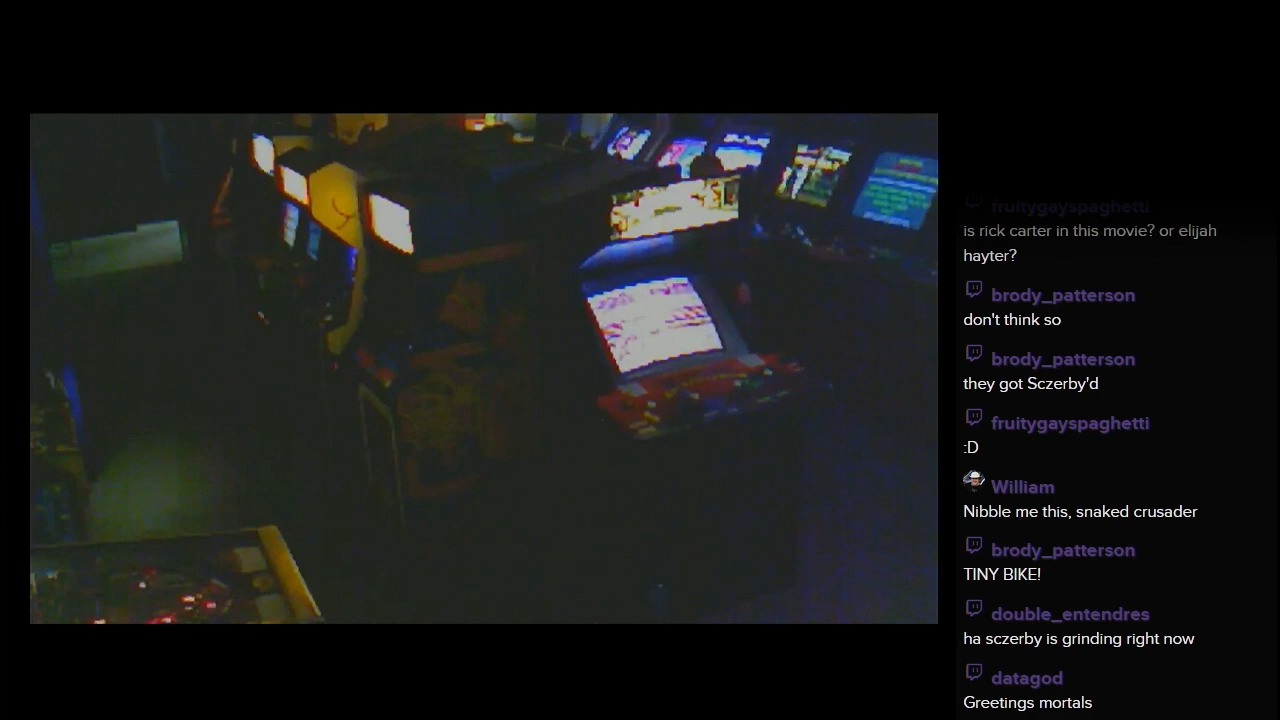 fruitygayspaghetti
is rick carter in this movie? or elijah
hayter?
brody_patterson
don't think so
brody_patterson
they got Sczerby'd
fruitygayspaghetti
:D
William
Nibble me this, snaked crusader
brody_patterson
TINY BIKE!
double_entendres
ha sczerby is grinding right now
datagod
Greetings mortals